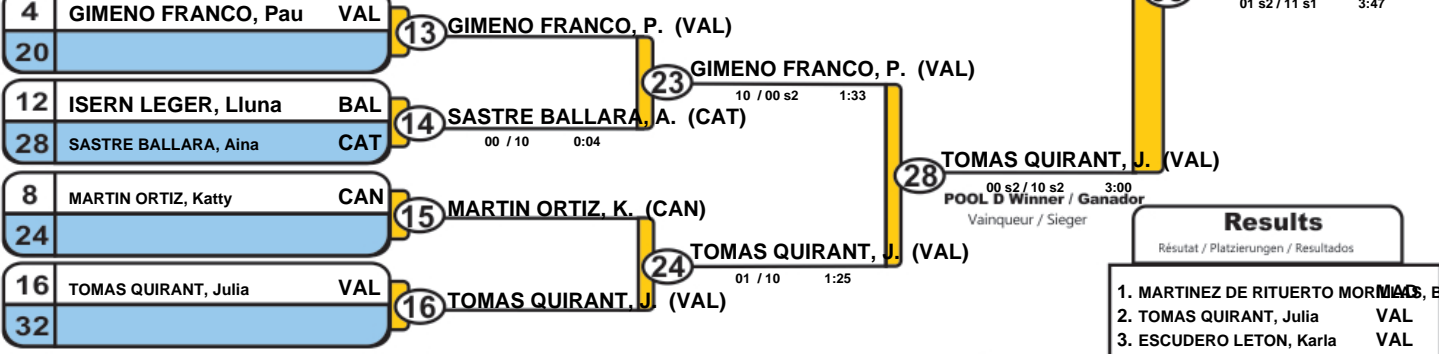 01 s2 / 11 s1 3:47
4 GIMENO FRANCO, Pau VAL
13 GIMENO FRANCO, P. (VAL)
20
23 GIMENO FRANCO, P. (VAL)
10 / 00 s2 1:33
12 ISERN LEGER, Lluna BAL
14 SASTRE BALLARA, A. (CAT)
28 SASTRE BALLARA, Aina CAT
00 / 10 0:04
28 TOMAS QUIRANT, J. (VAL)
00 s2 / 10 s2 3:00
POOL D Winner / Ganador
Vainqueur / Sieger
8 MARTIN ORTIZ, Katty CAN
15 MARTIN ORTIZ, K. (CAN)
24
24 TOMAS QUIRANT, J. (VAL)
01 / 10 1:25
16 TOMAS QUIRANT, Julia VAL
16 TOMAS QUIRANT, J. (VAL)
32
Results
Résutat / Platzierungen / Resultados
1. MARTINEZ DE RITUERTO MAD
2. TOMAS QUIRANT, Julia VAL
3. ESCUDERO LETON, Karla VAL